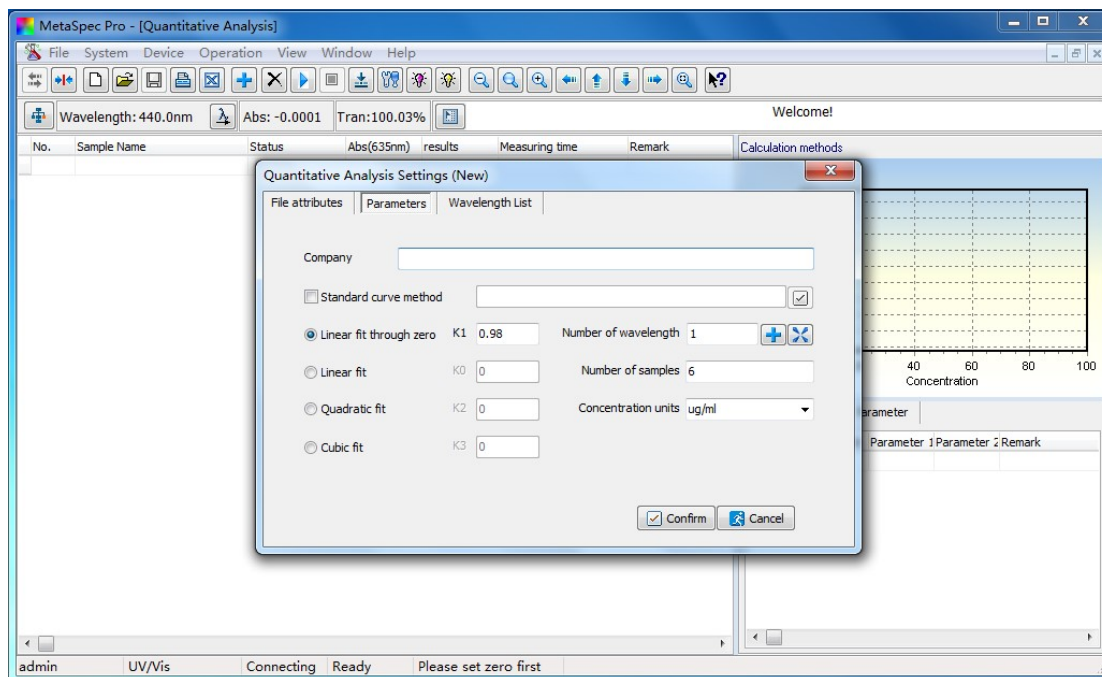 MetaSpec Pro - [Quantitative Analysis]
File System Device Operation View Window Help
Wavelength: 440.0nm λ Abs: -0.0001 Tran:100.03% Welcome!
No. Sample Name Status Abs(635nm) results Measuring time Remark Calculation methods
Quantitative Analysis Settings (New)
File attributes Parameters Wavelength List
Company
Standard curve method
Linear fit through zero K1 0.98 Number of wavelength 1
Linear fit K0 0 Number of samples 6
Quadratic fit K2 0 Concentration units ug/ml
Cubic fit K3 0
Confirm Cancel
40 60 80 100
Concentration
arameter
Parameter 1 Parameter 2 Remark
admin UV/Vis Connecting Ready Please set zero first